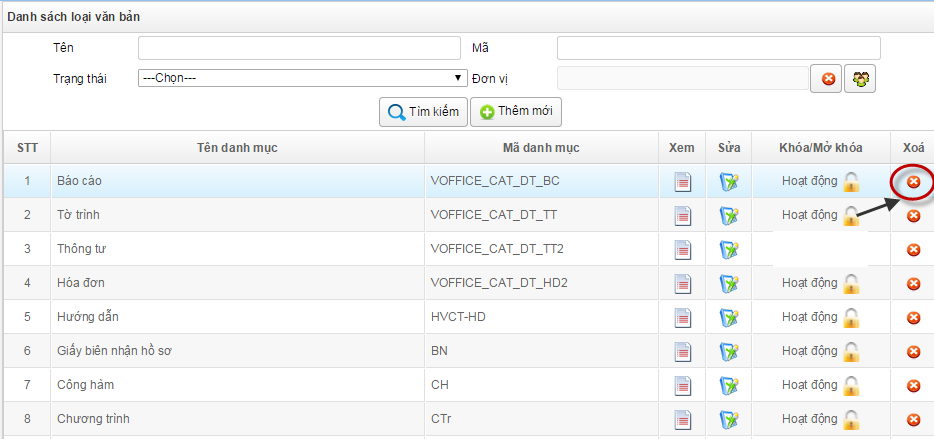 Danh sách loại văn bản
Tên Mã
Trạng thái ---Chọn--- Đơn vị
Tìm kiếm Thêm mới
STT Tên danh mục Mã danh mục Xem Sửa Khóa/Mở khóa Xoá
1 Báo cáo VOFFICE_CAT_DT_BC Hoạt động
2 Tờ trình VOFFICE_CAT_DT_TT Hoạt động
3 Thông tư VOFFICE_CAT_DT_TT2
4 Hóa đơn VOFFICE_CAT_DT_HD2 Hoạt động
5 Hướng dẫn HVCT-HD Hoạt động
6 Giấy biên nhận hồ sơ BN Hoạt động
7 Công hàm CH Hoạt động
8 Chương trình CTr Hoạt động